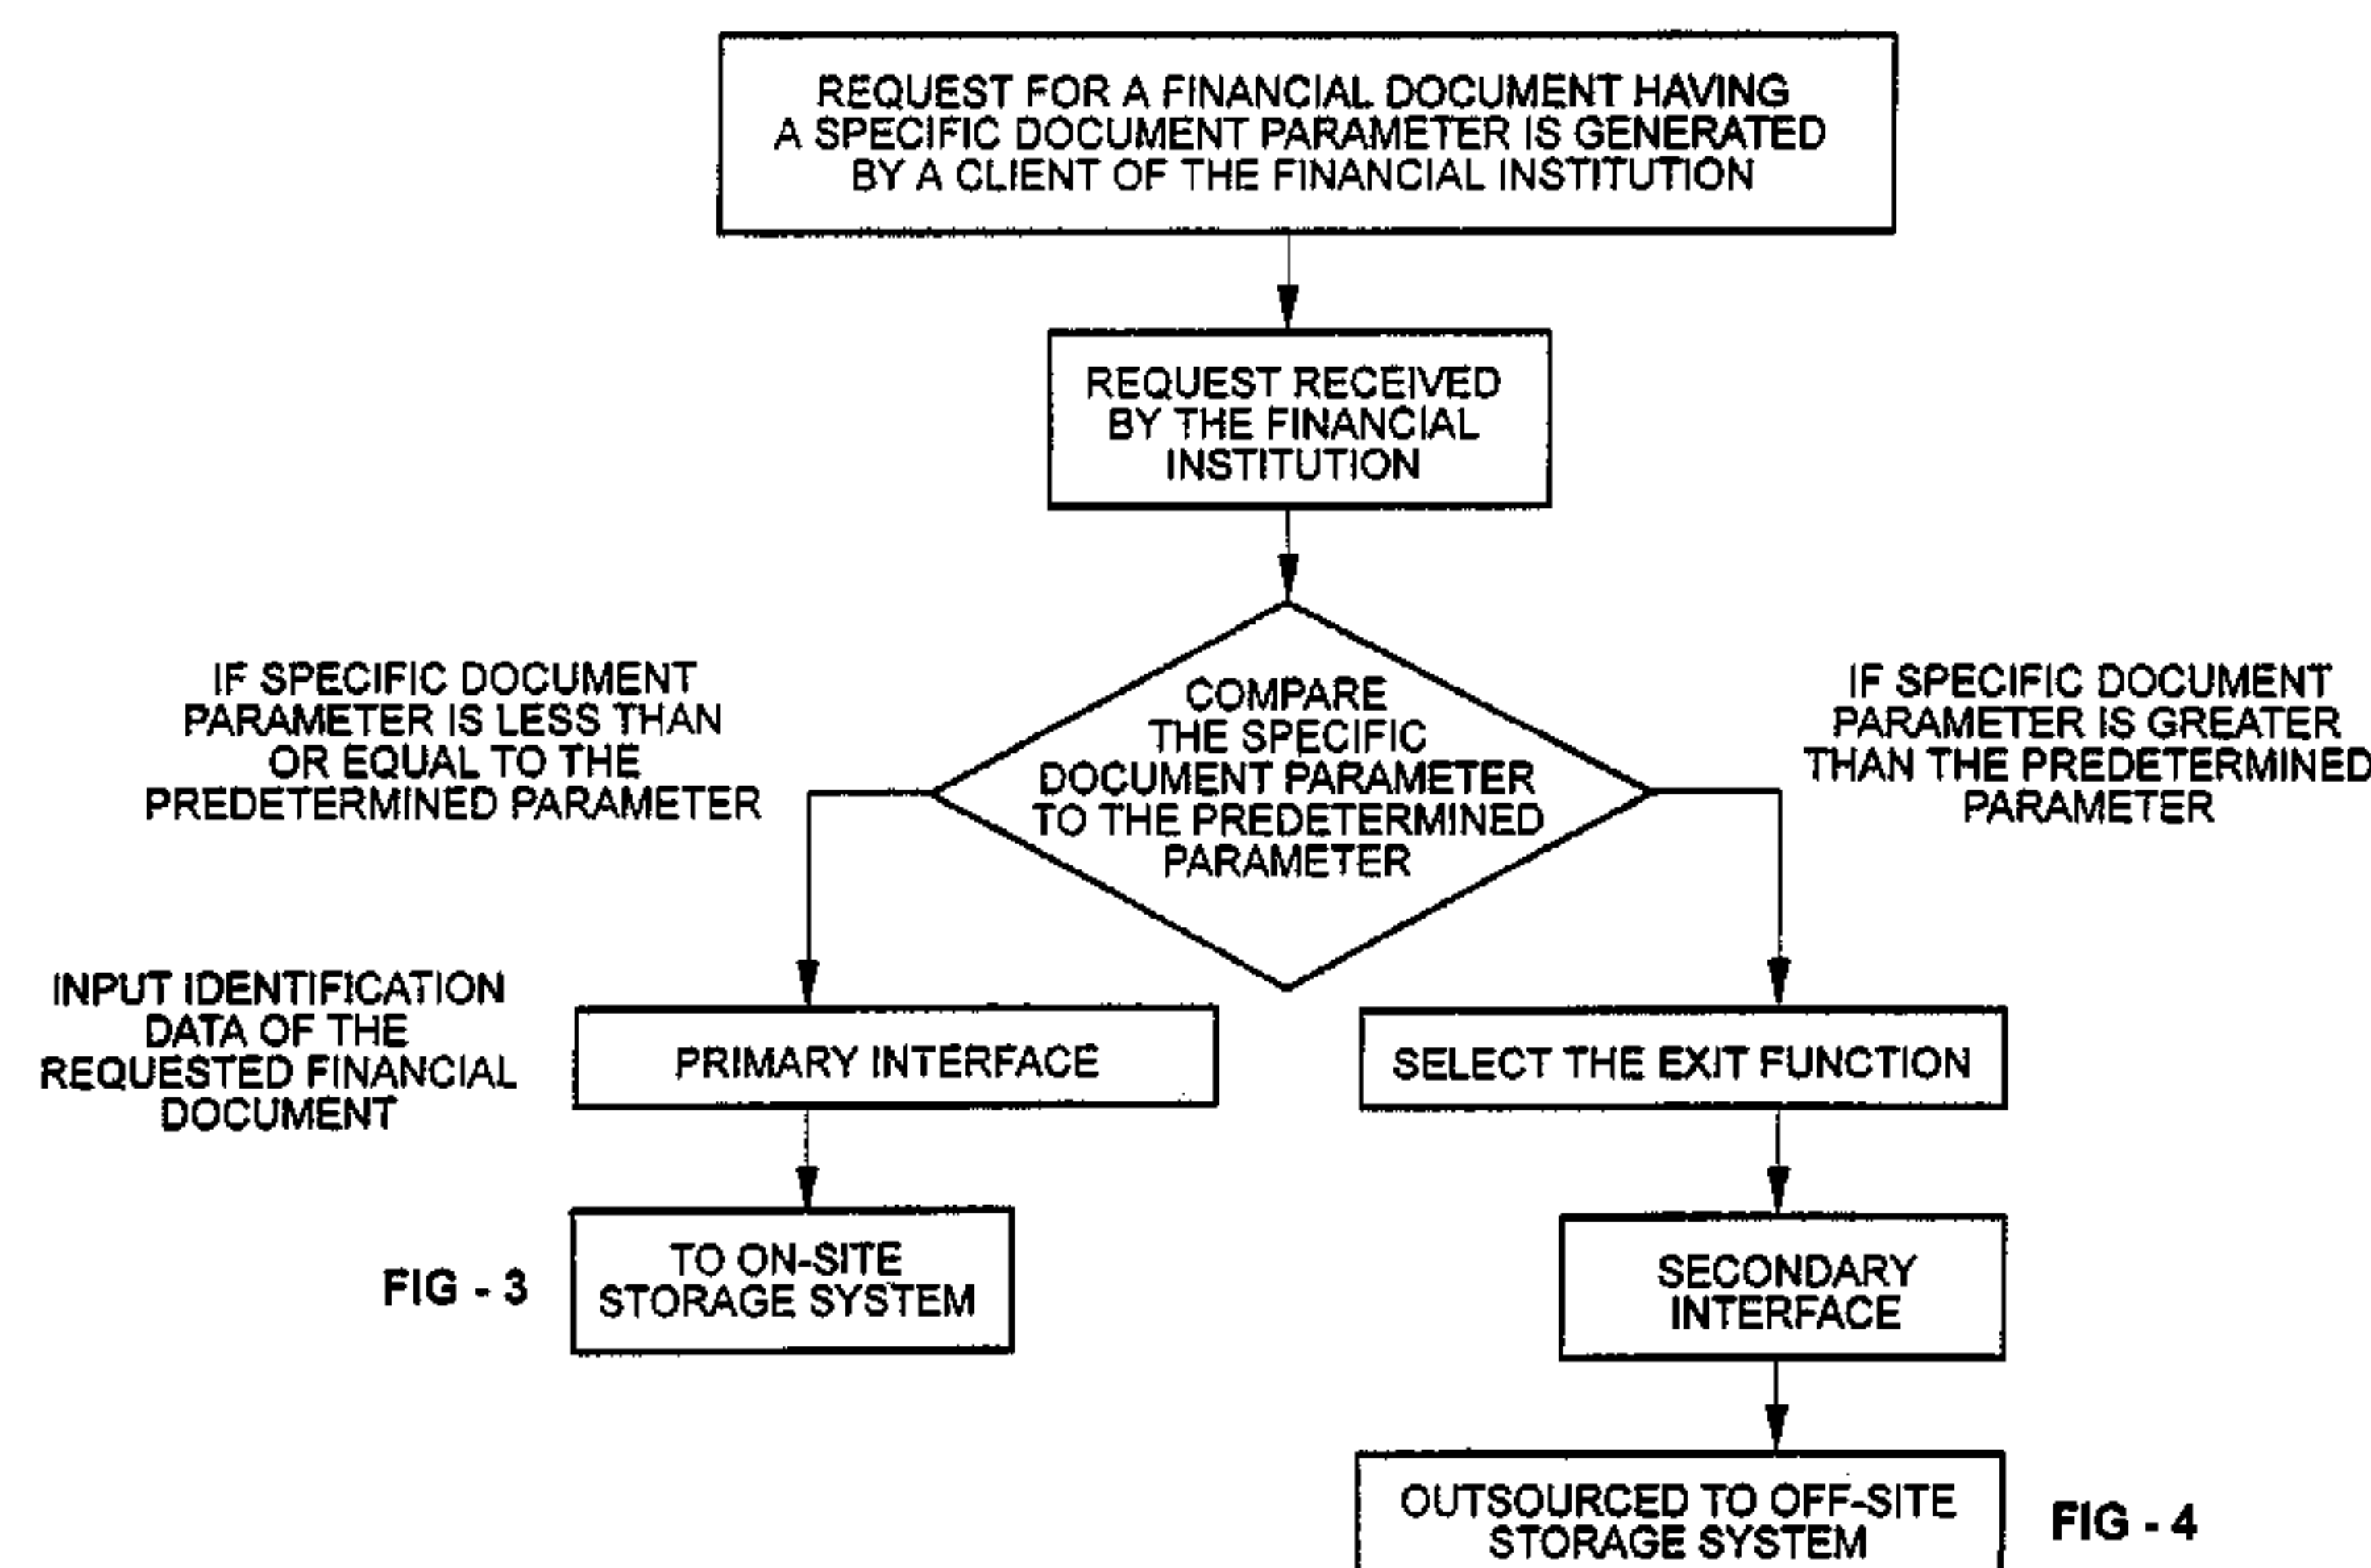 REQUEST FOR A FINANCIAL DOCUMENT HAVING
A SPECIFIC DOCUMENT PARAMETER IS GENERATED
BY A CLIENT OF THE FINANCIAL INSTITUTION
REQUEST RECEIVED
BY THE FINANCIAL
INSTITUTION
IF SPECIFIC DOCUMENT
PARAMETER IS LESS THAN
OR EQUAL TO THE
PREDETERMINED PARAMETER
COMPARE
THE SPECIFIC
DOCUMENT PARAMETER
TO THE PREDETERMINED
PARAMETER
IF SPECIFIC DOCUMENT
PARAMETER IS GREATER
THAN THE PREDETERMINED
PARAMETER
INPUT IDENTIFICATION
DATA OF THE
REQUESTED FINANCIAL
DOCUMENT
PRIMARY INTERFACE
SELECT THE EXIT FUNCTION
FIG - 3
TO ON-SITE
STORAGE SYSTEM
SECONDARY
INTERFACE
OUTSOURCED TO OFF-SITE
STORAGE SYSTEM
FIG - 4